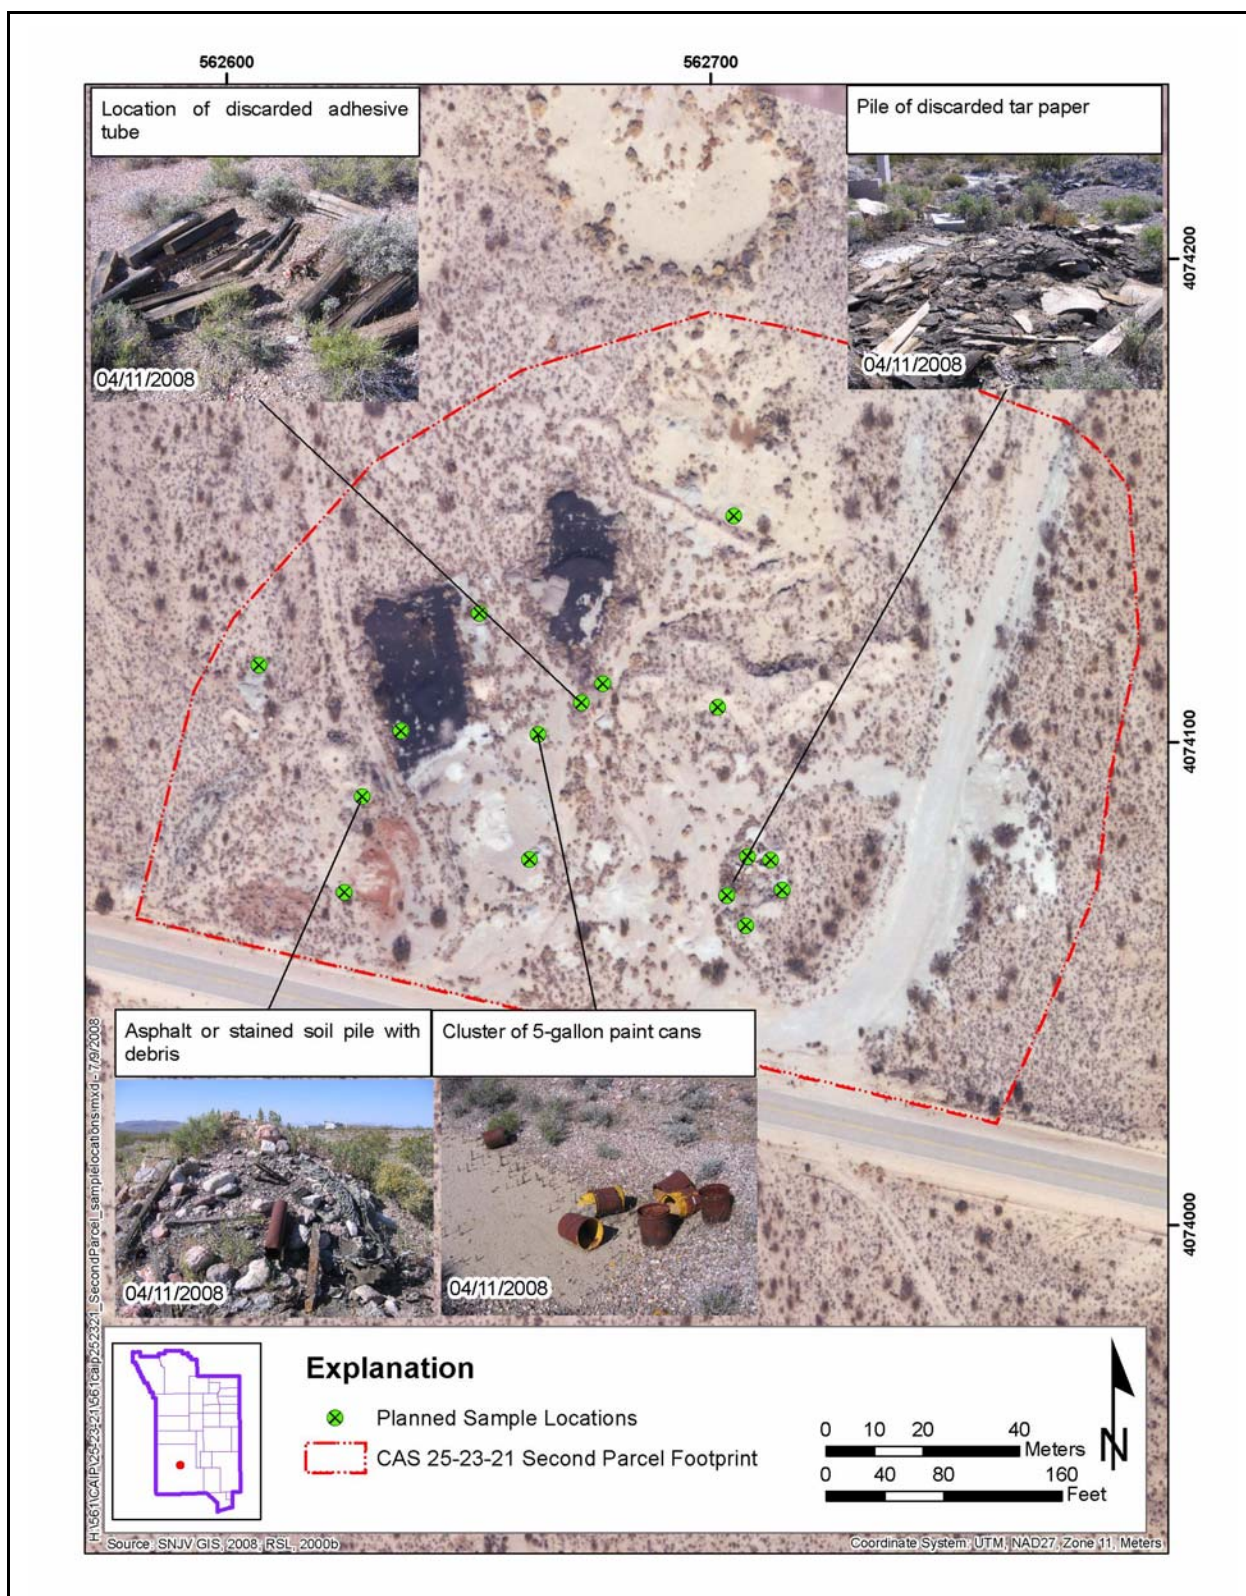 562600
562700
Location of discarded adhesive
tube
04/11/2008
Pile of discarded tar paper
04/11/2008
4074200
4074100
4074000
Asphalt or stained soil pile with
debris
04/11/2008
Cluster of 5-gallon paint cans
04/11/2008
H:\561\CAIP\25-23-21\561caip252321_SecondParcel_samplelocations.mxd - 7/9/2008
Explanation
Planned Sample Locations
CAS 25-23-21 Second Parcel Footprint
0 10 20 40
Meters
0 40 80 160
Feet
N
Source: SNJV GIS, 2008; RSL, 2000b
Coordinate System: UTM, NAD27, Zone 11, Meters